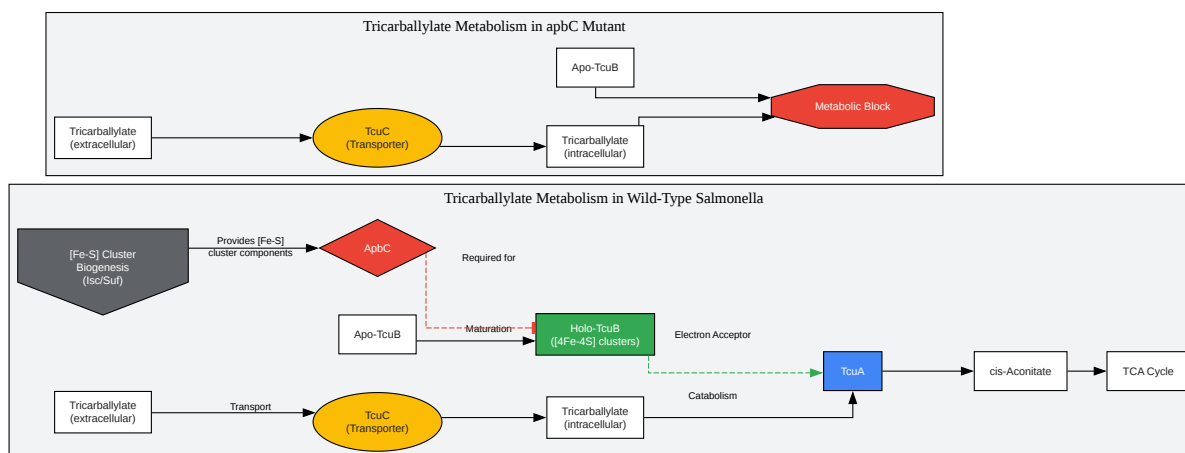 Tricarballylate Metabolism in apbC Mutant
Apo-TcuB
Metabolic Block
Tricarballylate
(extracellular)
TcuC
(Transporter)
Tricarballylate
(intracellular)
Tricarballylate Metabolism in Wild-Type Salmonella
[Fe-S] Cluster
Biogenesis
(Isc/Suf)
Provides [Fe-S]
cluster components
ApbC
Required for
Apo-TcuB
Maturation
Holo-TcuB
([4Fe-4S] clusters)
Electron Acceptor
TcuA
cis-Aconitate
TCA Cycle
Tricarballylate
(extracellular)
Transport
TcuC
(Transporter)
Tricarballylate
(intracellular)
Catabolism